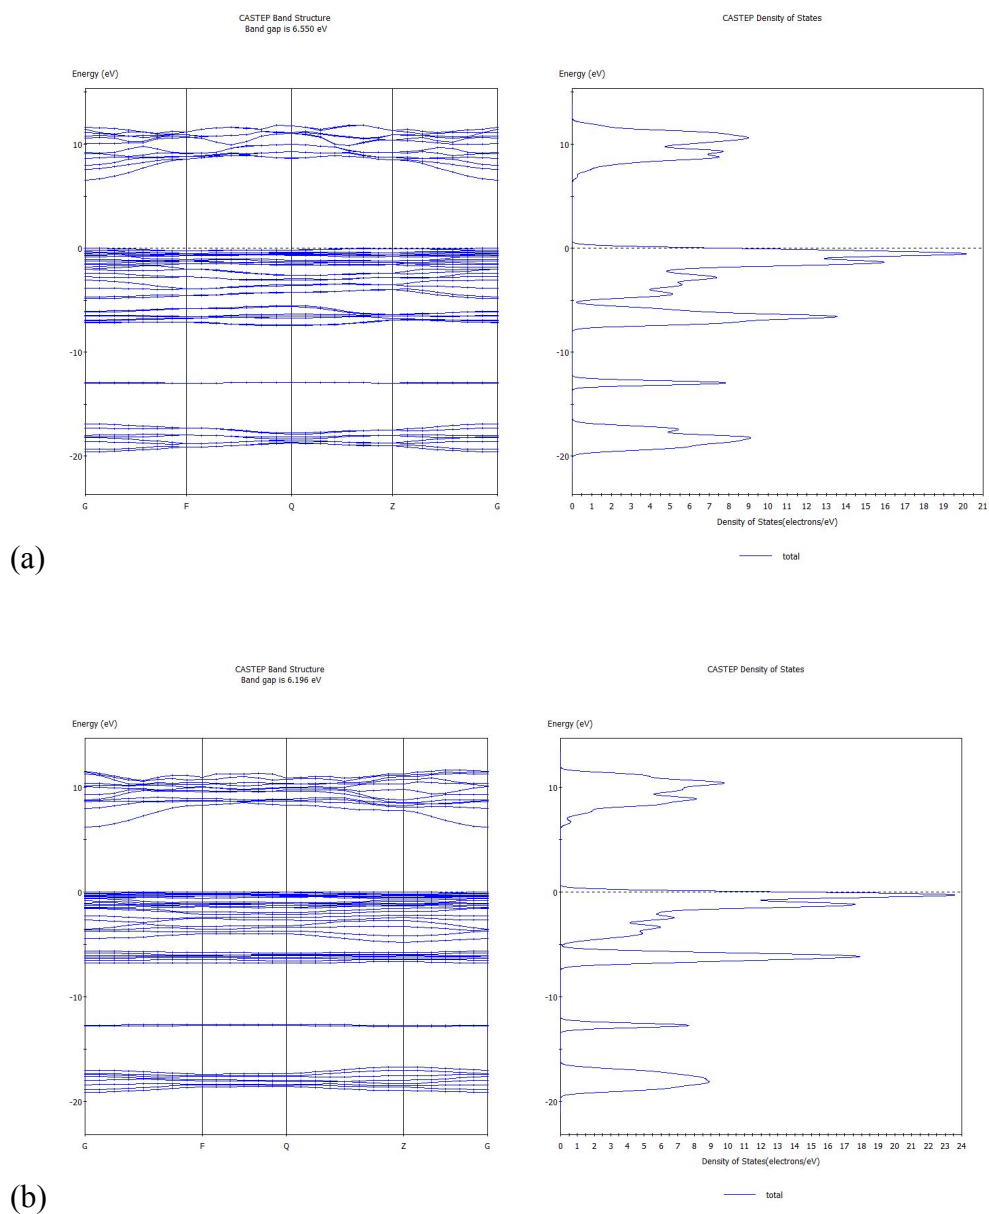 CASTEP Band Structure
Band gap is 6.550 eV
Energy (eV)
10
0
-10
-20
G F Q Z G
CASTEP Density of States
Energy (eV)
10
0
-10
-20
0 1 2 3 4 5 6 7 8 9 10 11 12 13 14 15 16 17 18 19 20 21
Density of States(electrons/eV)
total
(a)
CASTEP Band Structure
Band gap is 6.196 eV
Energy (eV)
10
0
-10
-20
G F Q Z G
CASTEP Density of States
Energy (eV)
10
0
-10
-20
0 1 2 3 4 5 6 7 8 9 10 11 12 13 14 15 16 17 18 19 20 21 22 23 24
Density of States(electrons/eV)
total
(b)